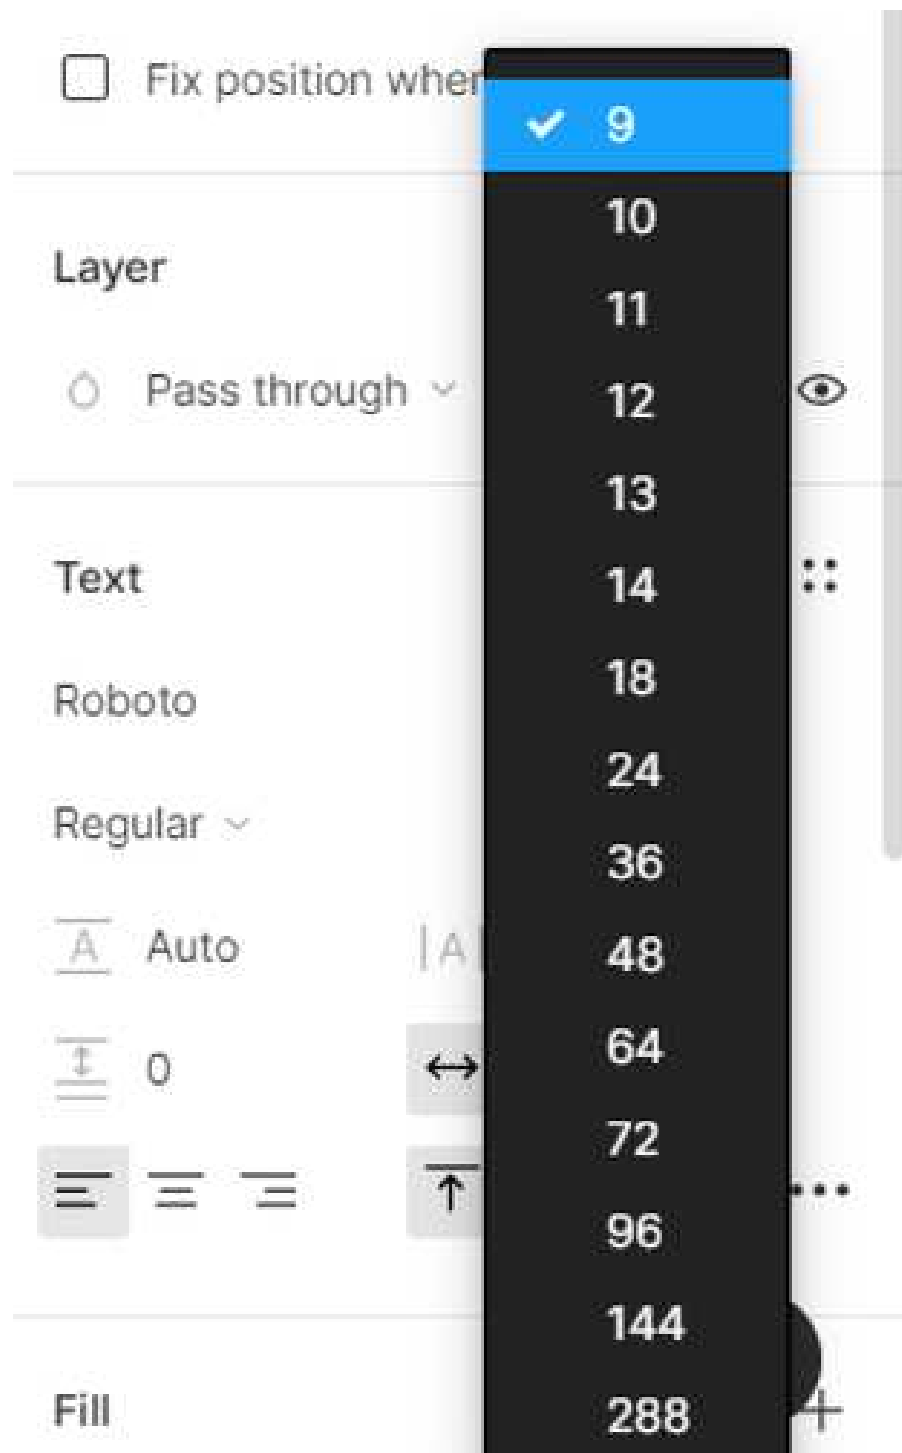 Fix position wher
9
10
11
Layer
12
Pass through
13
14
Text
18
Roboto
24
Regular
36
48
A Auto |A|
64
0
72
96
144
288
Fill